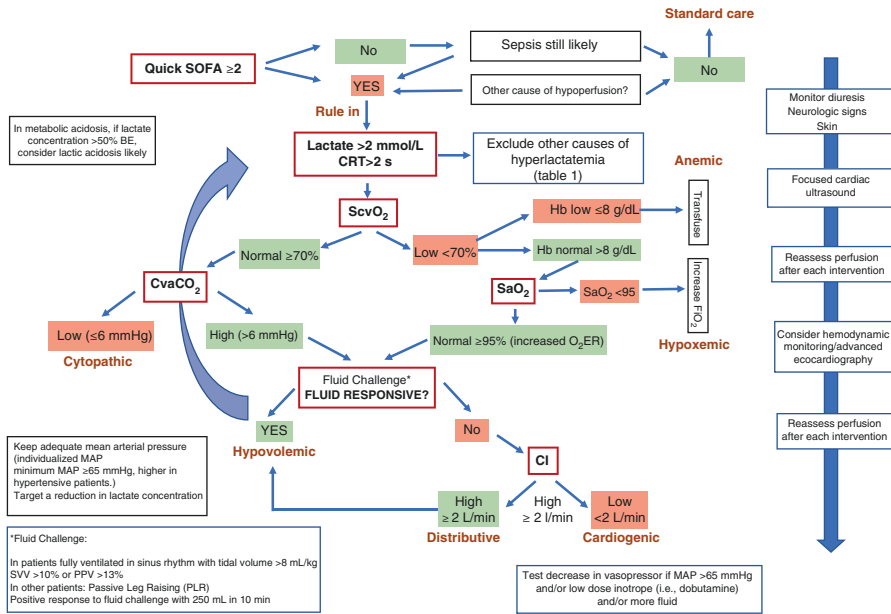 Standard care
No
Sepsis still likely
Quick SOFA ≥2
No
YES
Other cause of hypoperfusion?
Rule in
Monitor diuresis
Neurologic signs
Skin
In metabolic acidosis, if lactate
concentration >50% BE,
consider lactic acidosis likely
Lactate >2 mmol/L
CRT>2 s
Exclude other causes of
hyperlactatemia
(table 1)
Anemic
Focused cardiac
ultrasound
ScvO₂
Hb low ≤8 g/dL
Transfuse
Normal ≥70%
Low <70%
Hb normal >8 g/dL
Reassess perfusion
after each intervention
CvaCO₂
SaO₂
SaO₂ <95
Increase FiO₂
Low (≤6 mmHg)
High (>6 mmHg)
Normal ≥95% (increased O₂ER)
Hypoxemic
Cytopathic
Consider hemodynamic
monitoring/advanced
ecocardiography
Fluid Challenge*
FLUID RESPONSIVE?
YES
No
Hypovolemic
Reassess perfusion
after each intervention
Keep adequate mean arterial pressure
(individualized MAP
minimum MAP ≥65 mmHg, higher in
hypertensive patients.)
Target a reduction in lactate concentration
CI
High
≥ 2 L/min
High
≥ 2 l/min
Low
<2 L/min
Distributive
Cardiogenic
*Fluid Challenge:
In patients fully ventilated in sinus rhythm with tidal volume >8 mL/kg
SVV >10% or PPV >13%
In other patients: Passive Leg Raising (PLR)
Positive response to fluid challenge with 250 mL in 10 min
Test decrease in vasopressor if MAP >65 mmHg
and/or low dose inotrope (i.e., dobutamine)
and/or more fluid